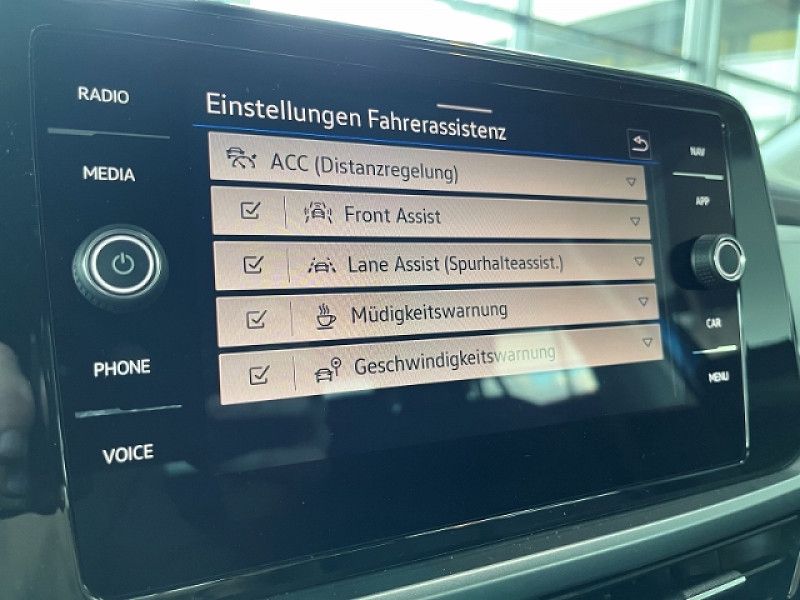 RADIO
MEDIA
PHONE
VOICE
Einstellungen Fahrerassistenz
ACC (Distanzregelung)
Front Assist
Lane Assist (Spurhalteassist.)
Müdigkeitswarnung
Geschwindigkeitswarnung
NAV
APP
CAR
MENU